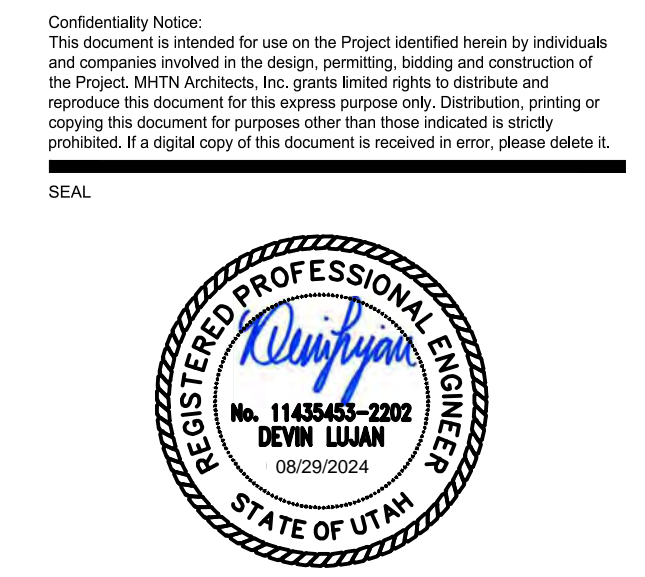 Confidentiality Notice:
This document is intended for use on the Project identified herein by individuals
and companies involved in the design, permitting, bidding and construction of
the Project. MHTN Architects, Inc. grants limited rights to distribute and
reproduce this document for this express purpose only. Distribution, printing or
copying this document for purposes other than those indicated is strictly
prohibited. If a digital copy of this document is received in error, please delete it.
SEAL
REGISTERED PROFESSIONAL ENGINEER
Devin Lujan
No. 11435453-2202
DEVIN LUJAN
08/29/2024
STATE OF UTAH